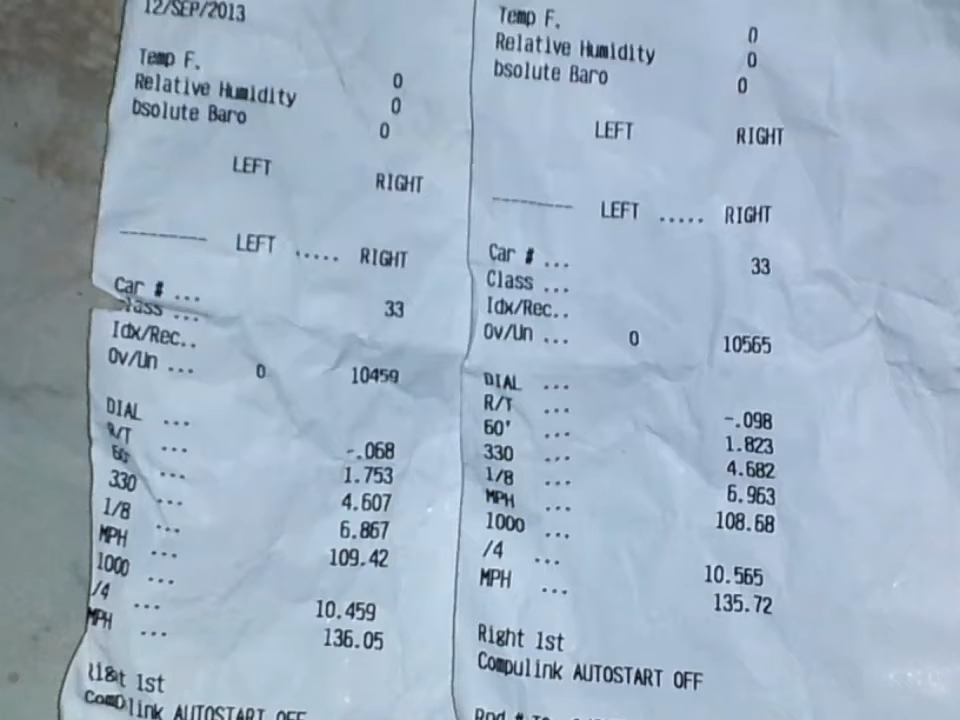 12/SEP/2013
Temp F. 0
Relative Humidity 0
bsolute Baro 0
LEFT RIGHT
--------- LEFT ..... RIGHT
Car # ... 33
Class ...
Idx/Rec..
Ov/Un ... 0 10459
DIAL ...
R/T ... -.068
60' ... 1.753
330 ... 4.607
1/8 ... 6.867
MPH ... 109.42
1000 ...
/4 ... 10.459
MPH ... 136.05
1st
link AUTOSTART OFF
Temp F. 0
Relative Humidity 0
bsolute Baro 0
LEFT RIGHT
--------- LEFT ..... RIGHT
Car # ... 33
Class ...
Idx/Rec..
Ov/Un ... 0 10565
DIAL ...
R/T ... -.098
60' ... 1.823
330 ... 4.682
1/8 ... 6.963
MPH ... 108.68
1000 ...
/4 ... 10.565
MPH ... 135.72
Right 1st
Compulink AUTOSTART OFF